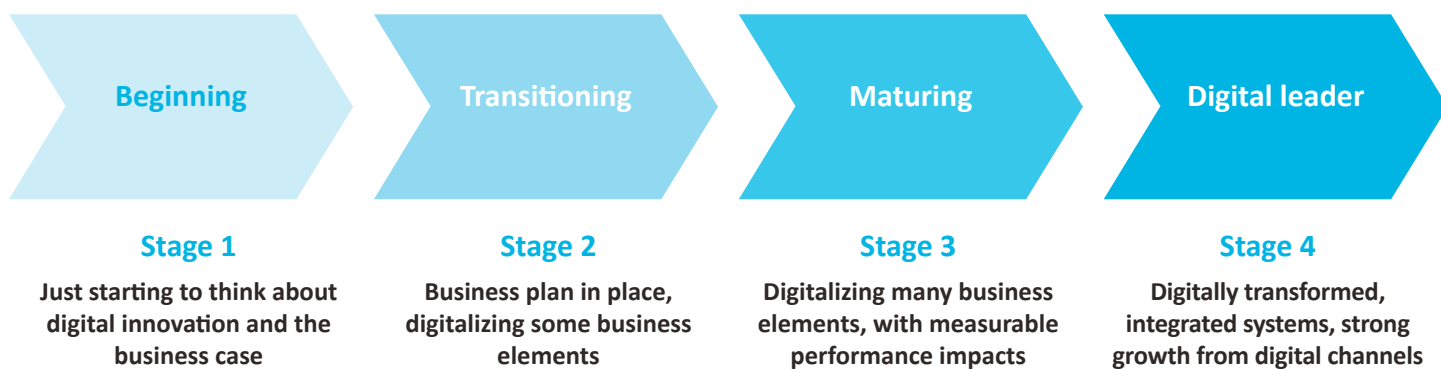 Beginning
Transitioning
Maturing
Digital leader
Stage 1
Just starting to think about
digital innovation and the
business case
Stage 2
Business plan in place,
digitalizing some business
elements
Stage 3
Digitalizing many business
elements, with measurable
performance impacts
Stage 4
Digitally transformed,
integrated systems, strong
growth from digital channels